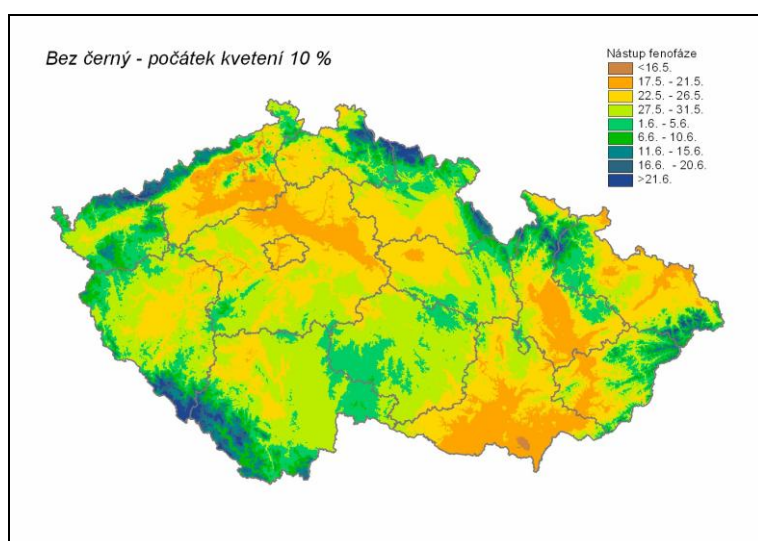 Bez černý - počátek kvetení 10 %
Nástup fenofáze
<16.5.
17.5. - 21.5.
22.5. - 26.5.
27.5. - 31.5.
1.6. - 5.6.
6.6. - 10.6.
11.6. - 15.6.
16.6. - 20.6.
>21.6.